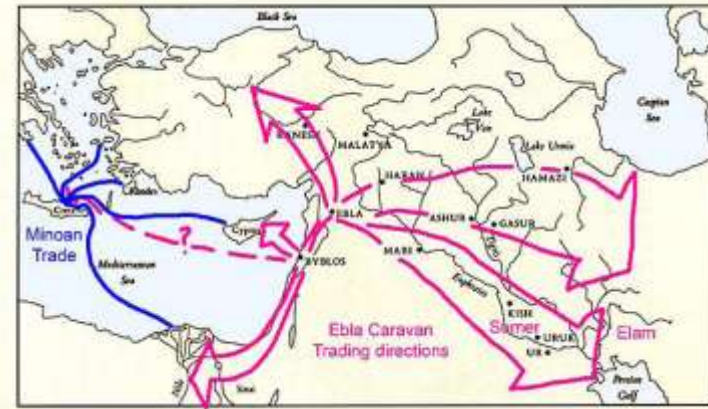 Black Sea
Caspian
Sea
KANESH
MALATYA
Lake
Van
Lake Urmia
HAMAZI
HARAN
Rhodes
Crete
Cyprus
EBLA
ASHUR
GASUR
Minoan
Trade
?
BYBLOS
MARI
Tigris
Mediterranean
Sea
Euphrates
KISH
Sumer
Elam
Ebla Caravan
Trading directions
URUK
UR
Nile
Sinai
Persian
Gulf